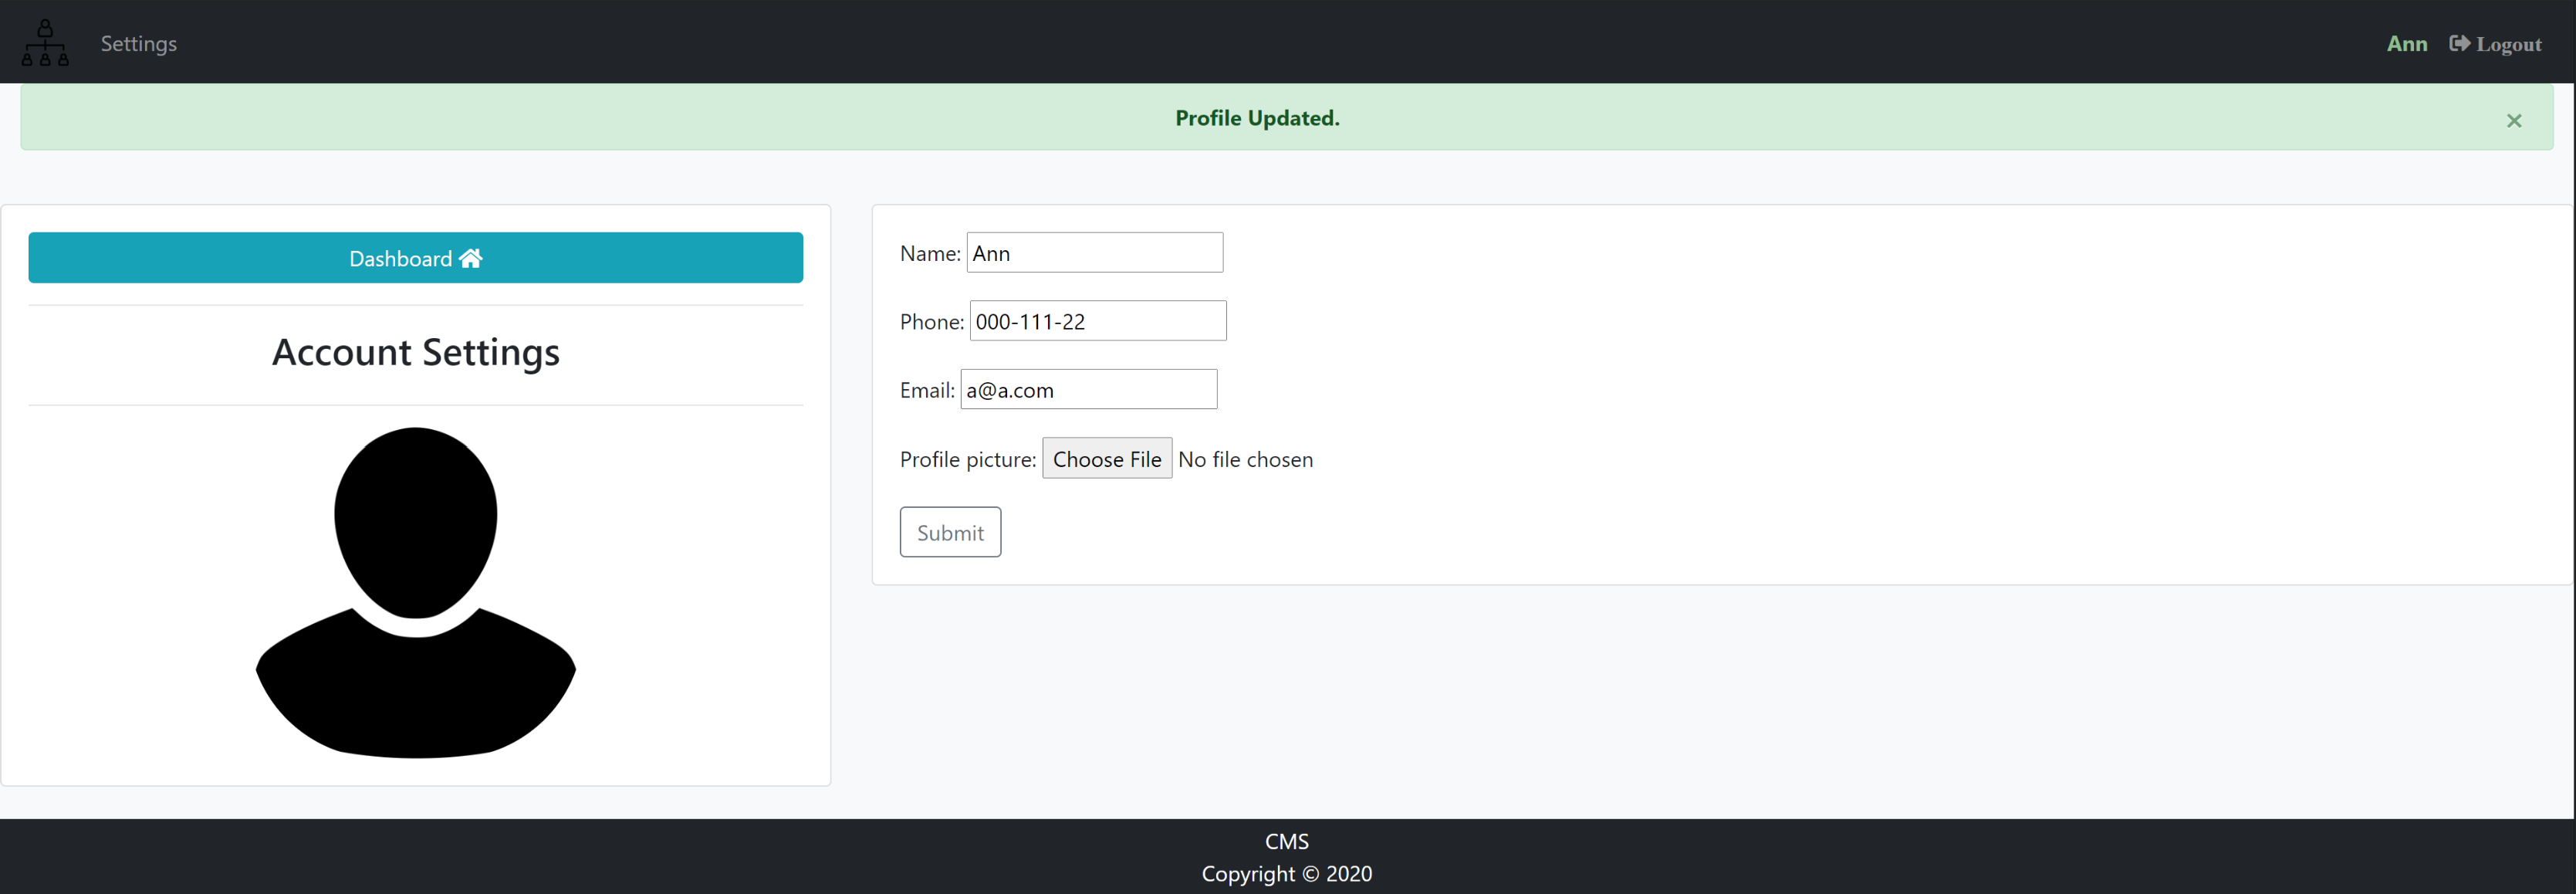 Settings
Ann Logout
Profile Updated.
×
Dashboard
Account Settings
Name: Ann
Phone: 000-111-22
Email: a@a.com
Profile picture: Choose File No file chosen
Submit
CMS
Copyright © 2020